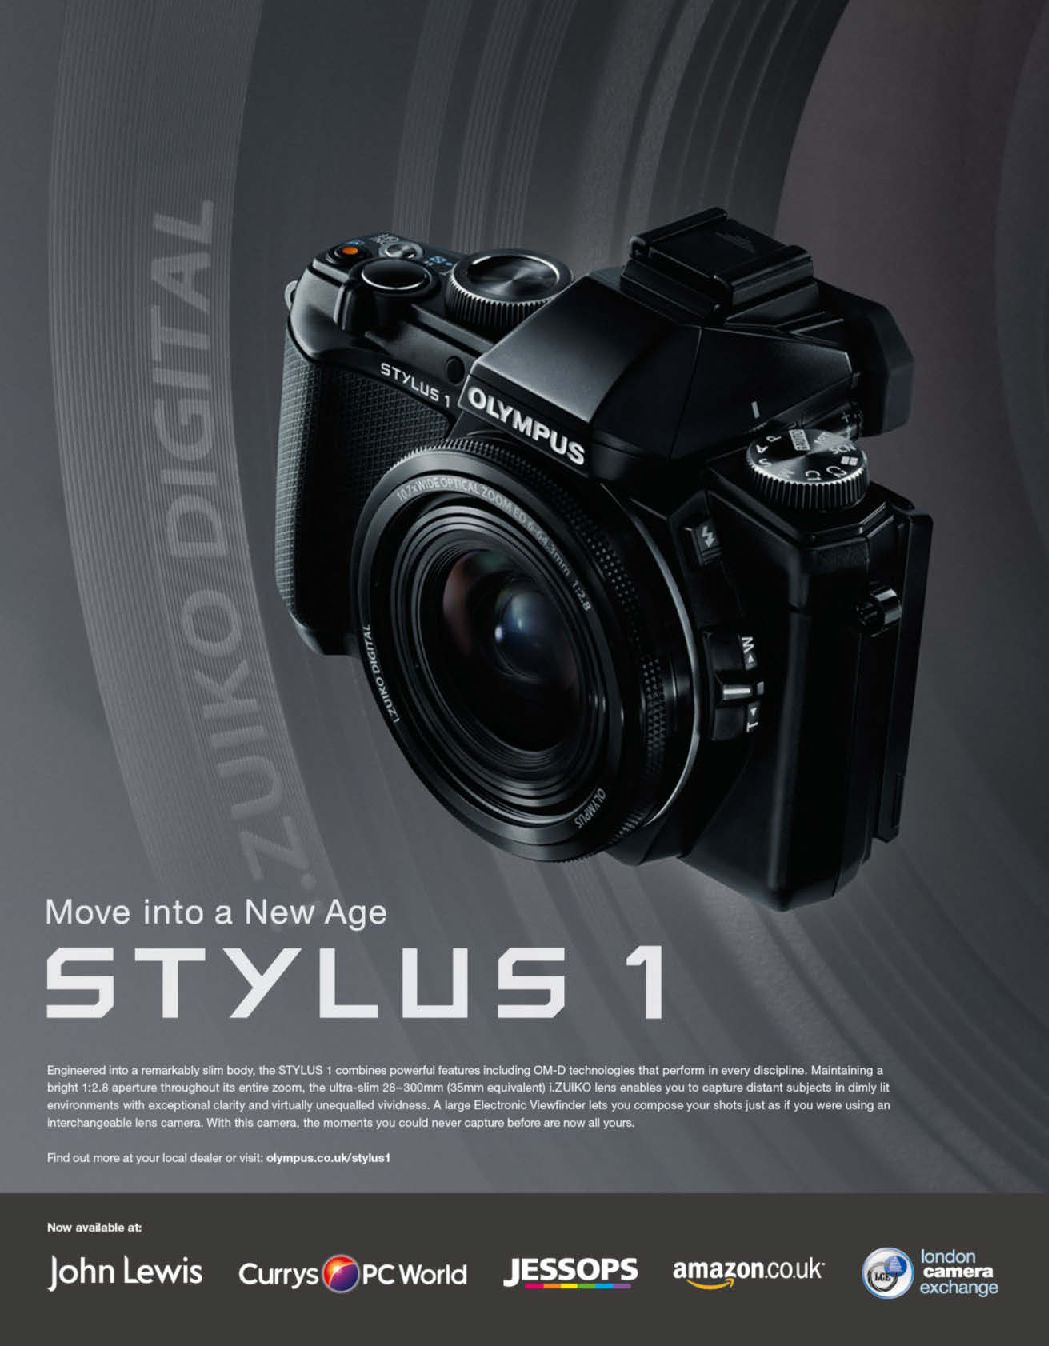 i.ZUIKO DIGITAL
STYLUS 1
OLYMPUS
10.7x WIDE OPTICAL ZOOM ED 6-64.3mm 1:2.8
i.ZUIKO DIGITAL
OLYMPUS
P
A
S
C1
C2
W
T
Move into a New Age
STYLUS 1
Engineered into a remarkably slim body, the STYLUS 1 combines powerful features including OM-D technologies that perform in every discipline. Maintaining a
bright 1:2.8 aperture throughout its entire zoom, the ultra-slim 28–300mm (35mm equivalent) i.ZUIKO lens enables you to capture distant subjects in dimly lit
environments with exceptional clarity and virtually unequalled vividness. A large Electronic Viewfinder lets you compose your shots just as if you were using an
interchangeable lens camera. With this camera, the moments you could never capture before are now all yours.
Find out more at your local dealer or visit: olympus.co.uk/stylus1
Now available at:
John Lewis
Currys PC World
JESSOPS
amazon.co.uk
LCE
london
camera
exchange